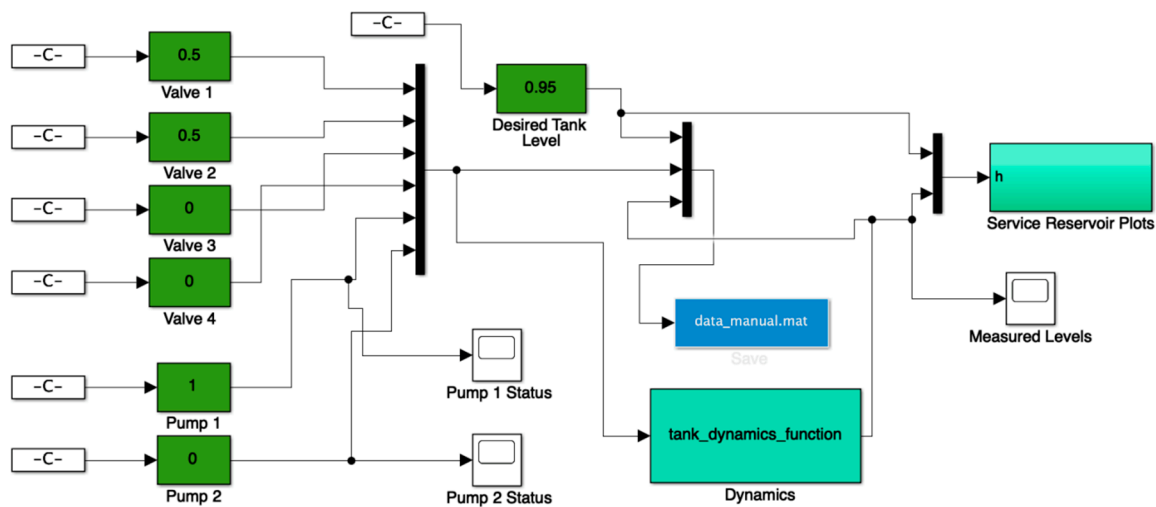 -C-
0.5
Valve 1
-C-
0.5
Valve 2
-C-
0
Valve 3
-C-
0
Valve 4
-C-
1
Pump 1
-C-
0
Pump 2
-C-
0.95
Desired Tank
Level
Pump 1 Status
Pump 2 Status
data_manual.mat
Save
tank_dynamics_function
Dynamics
h
Service Reservoir Plots
Measured Levels